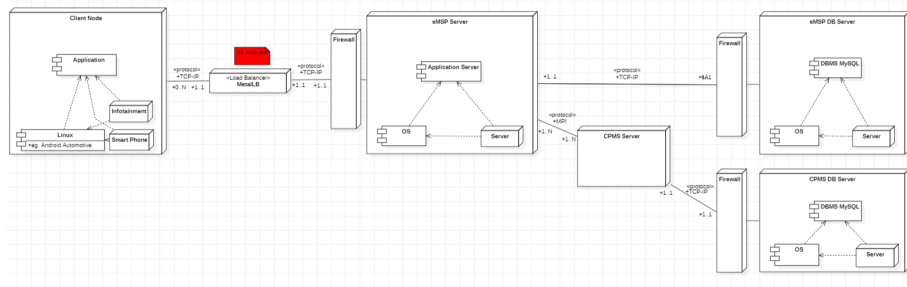 Client Node
Application
Infotainment
Linux
+eg. Android Automotive
Smart Phone
«protocol»
+TCP-IP
+0..N
+1..1
«Load Balancer»
MetalLB
«protocol»
+TCP-IP
+1..1
+1..1
Firewall
eMSP Server
Application Server
OS
Server
+1..1
«protocol»
+TCP-IP
«protocol»
+MPI
+1..N
+1..N
CPMS Server
Firewall
eMSP DB Server
DBMS MySQL
OS
Server
+1..1
«protocol»
+TCP-IP
+1..1
Firewall
CPMS DB Server
DBMS MySQL
OS
Server